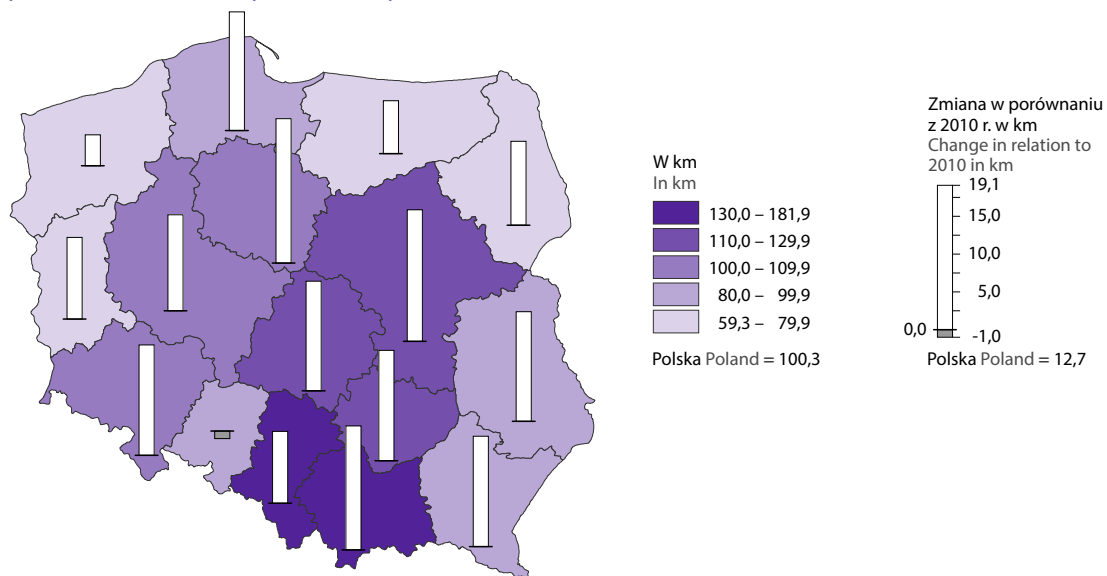 W km
In km
130,0 – 181,9
110,0 – 129,9
100,0 – 109,9
80,0 – 99,9
59,3 – 79,9
Polska Poland = 100,3
Zmiana w porównaniu
z 2010 r. w km
Change in relation to
2010 in km
19,1
15,0
10,0
5,0
0,0
-1,0
Polska Poland = 12,7